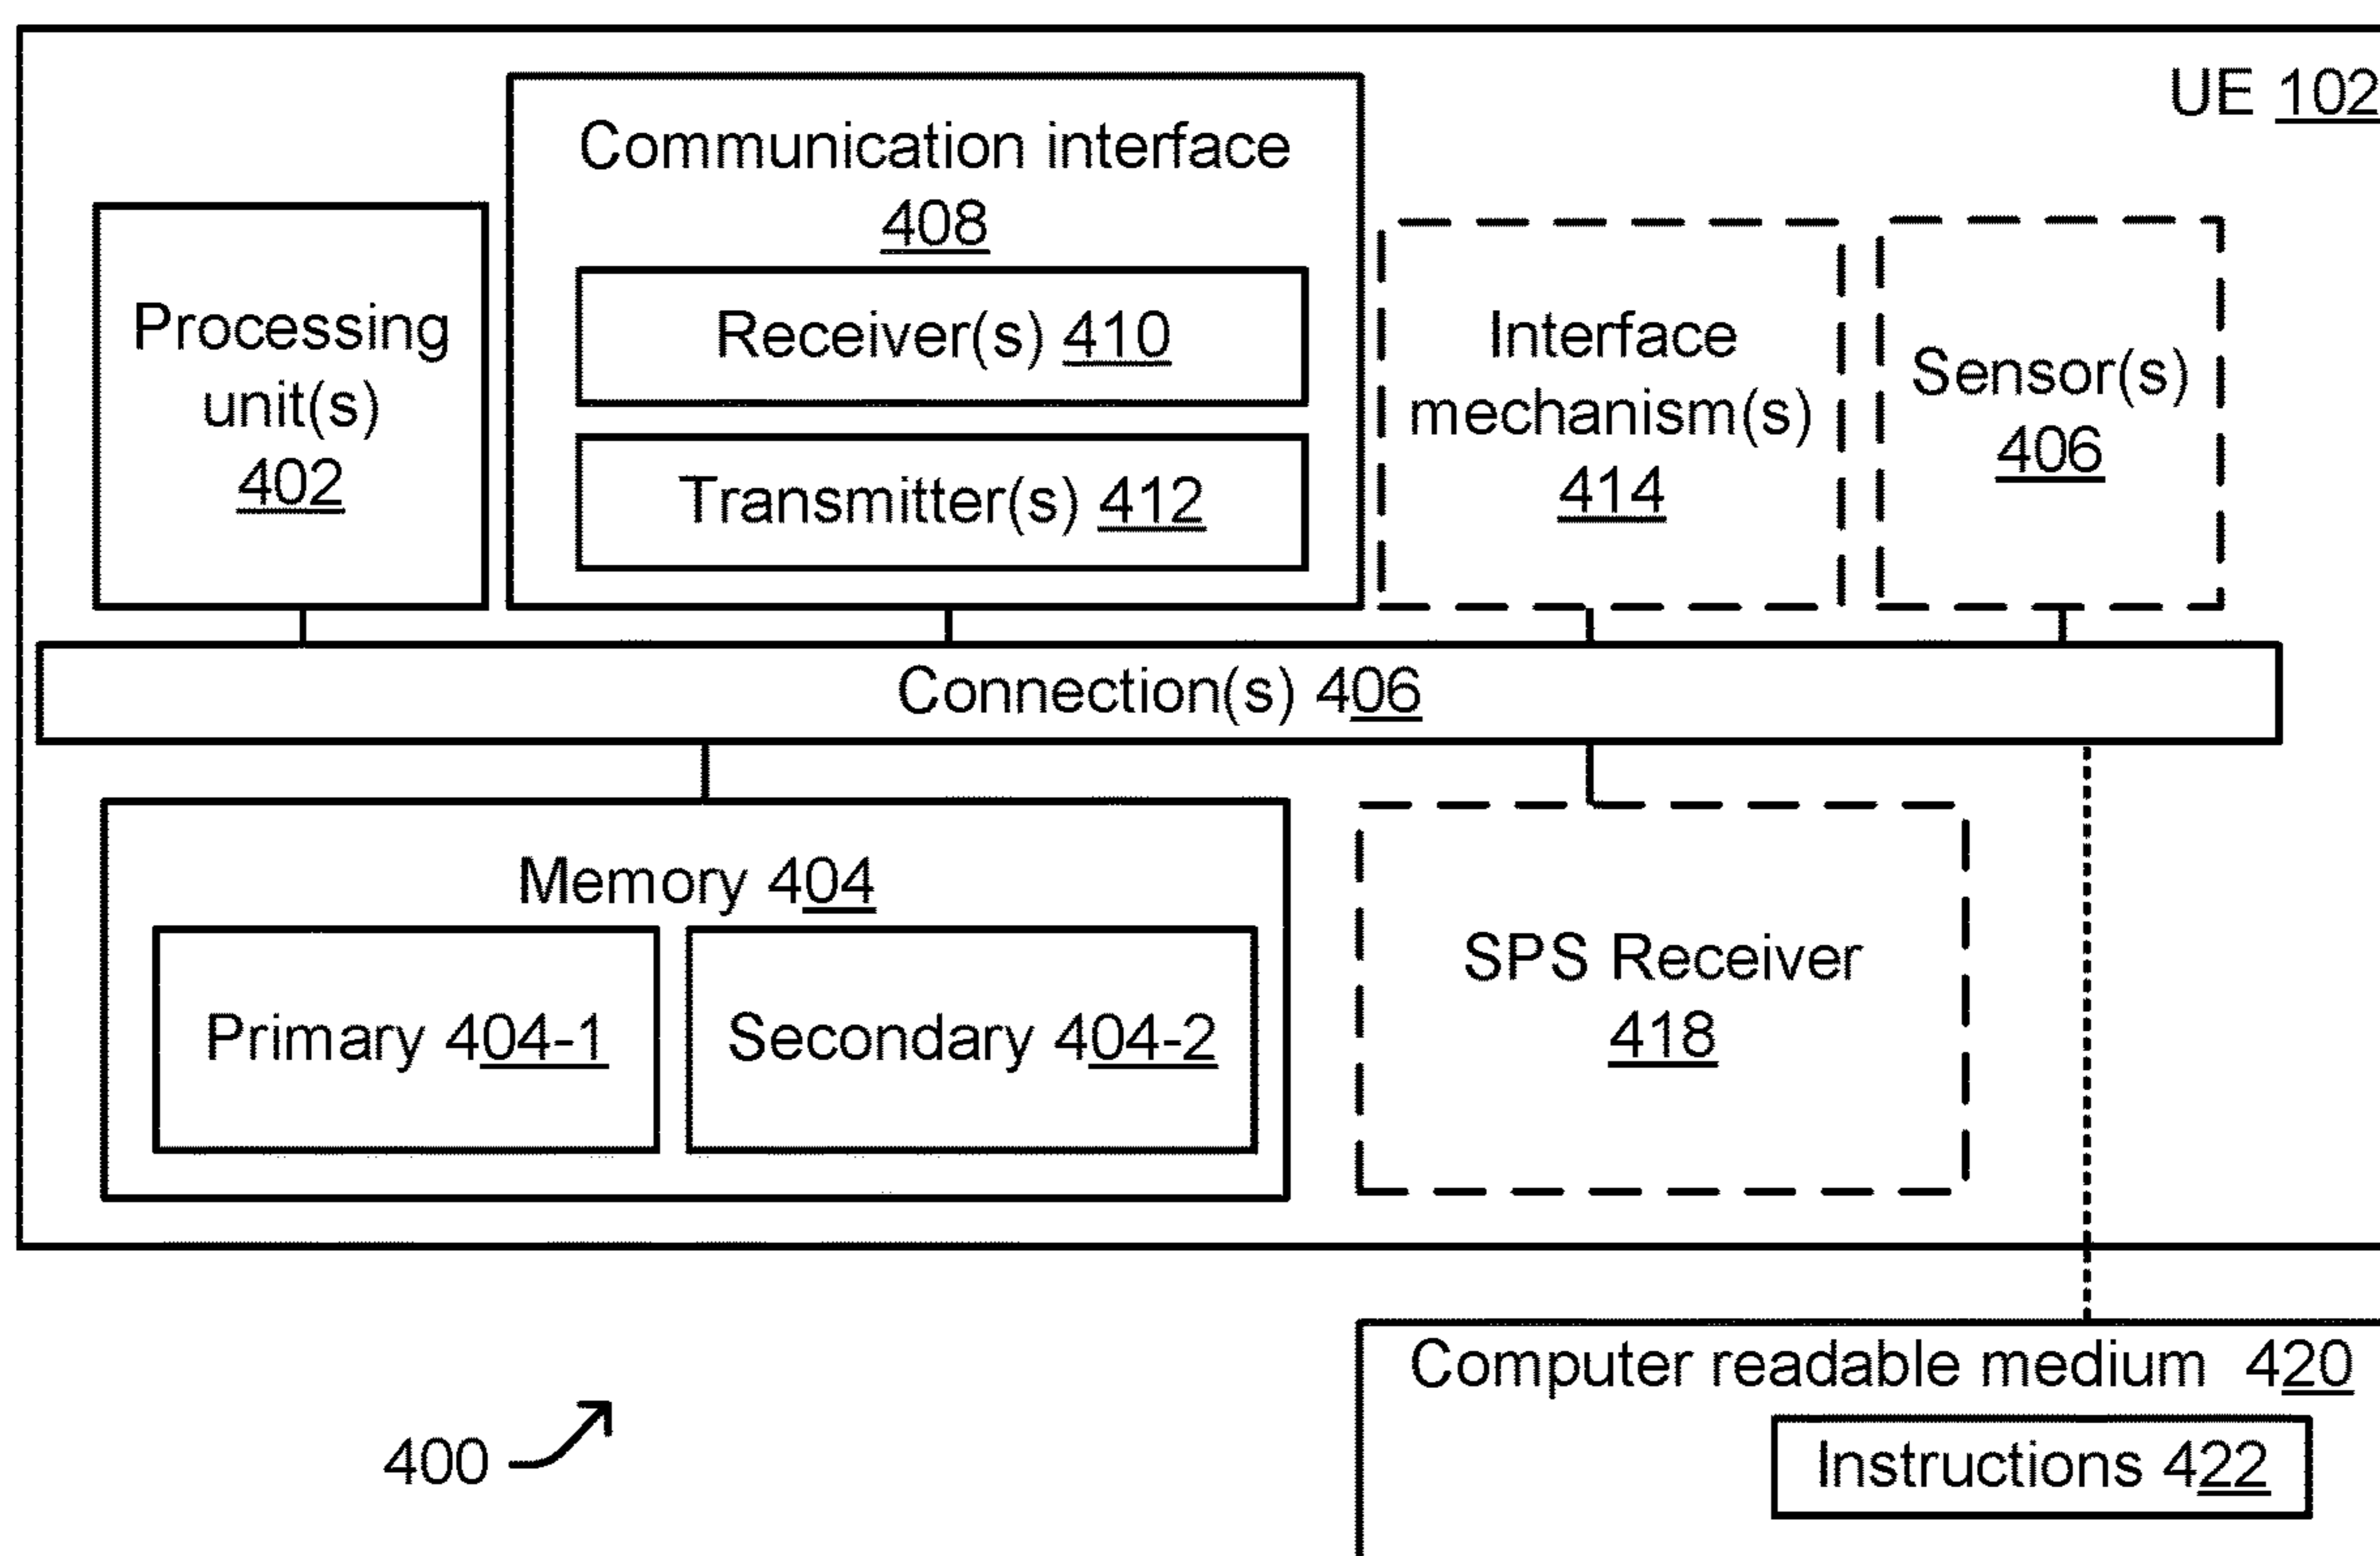 UE 102
Communication interface
408
Receiver(s) 410
Transmitter(s) 412
Processing
unit(s)
402
Interface
mechanism(s)
414
Sensor(s)
406
Connection(s) 406
Memory 404
Primary 404-1
Secondary 404-2
SPS Receiver
418
Computer readable medium 420
Instructions 422
400